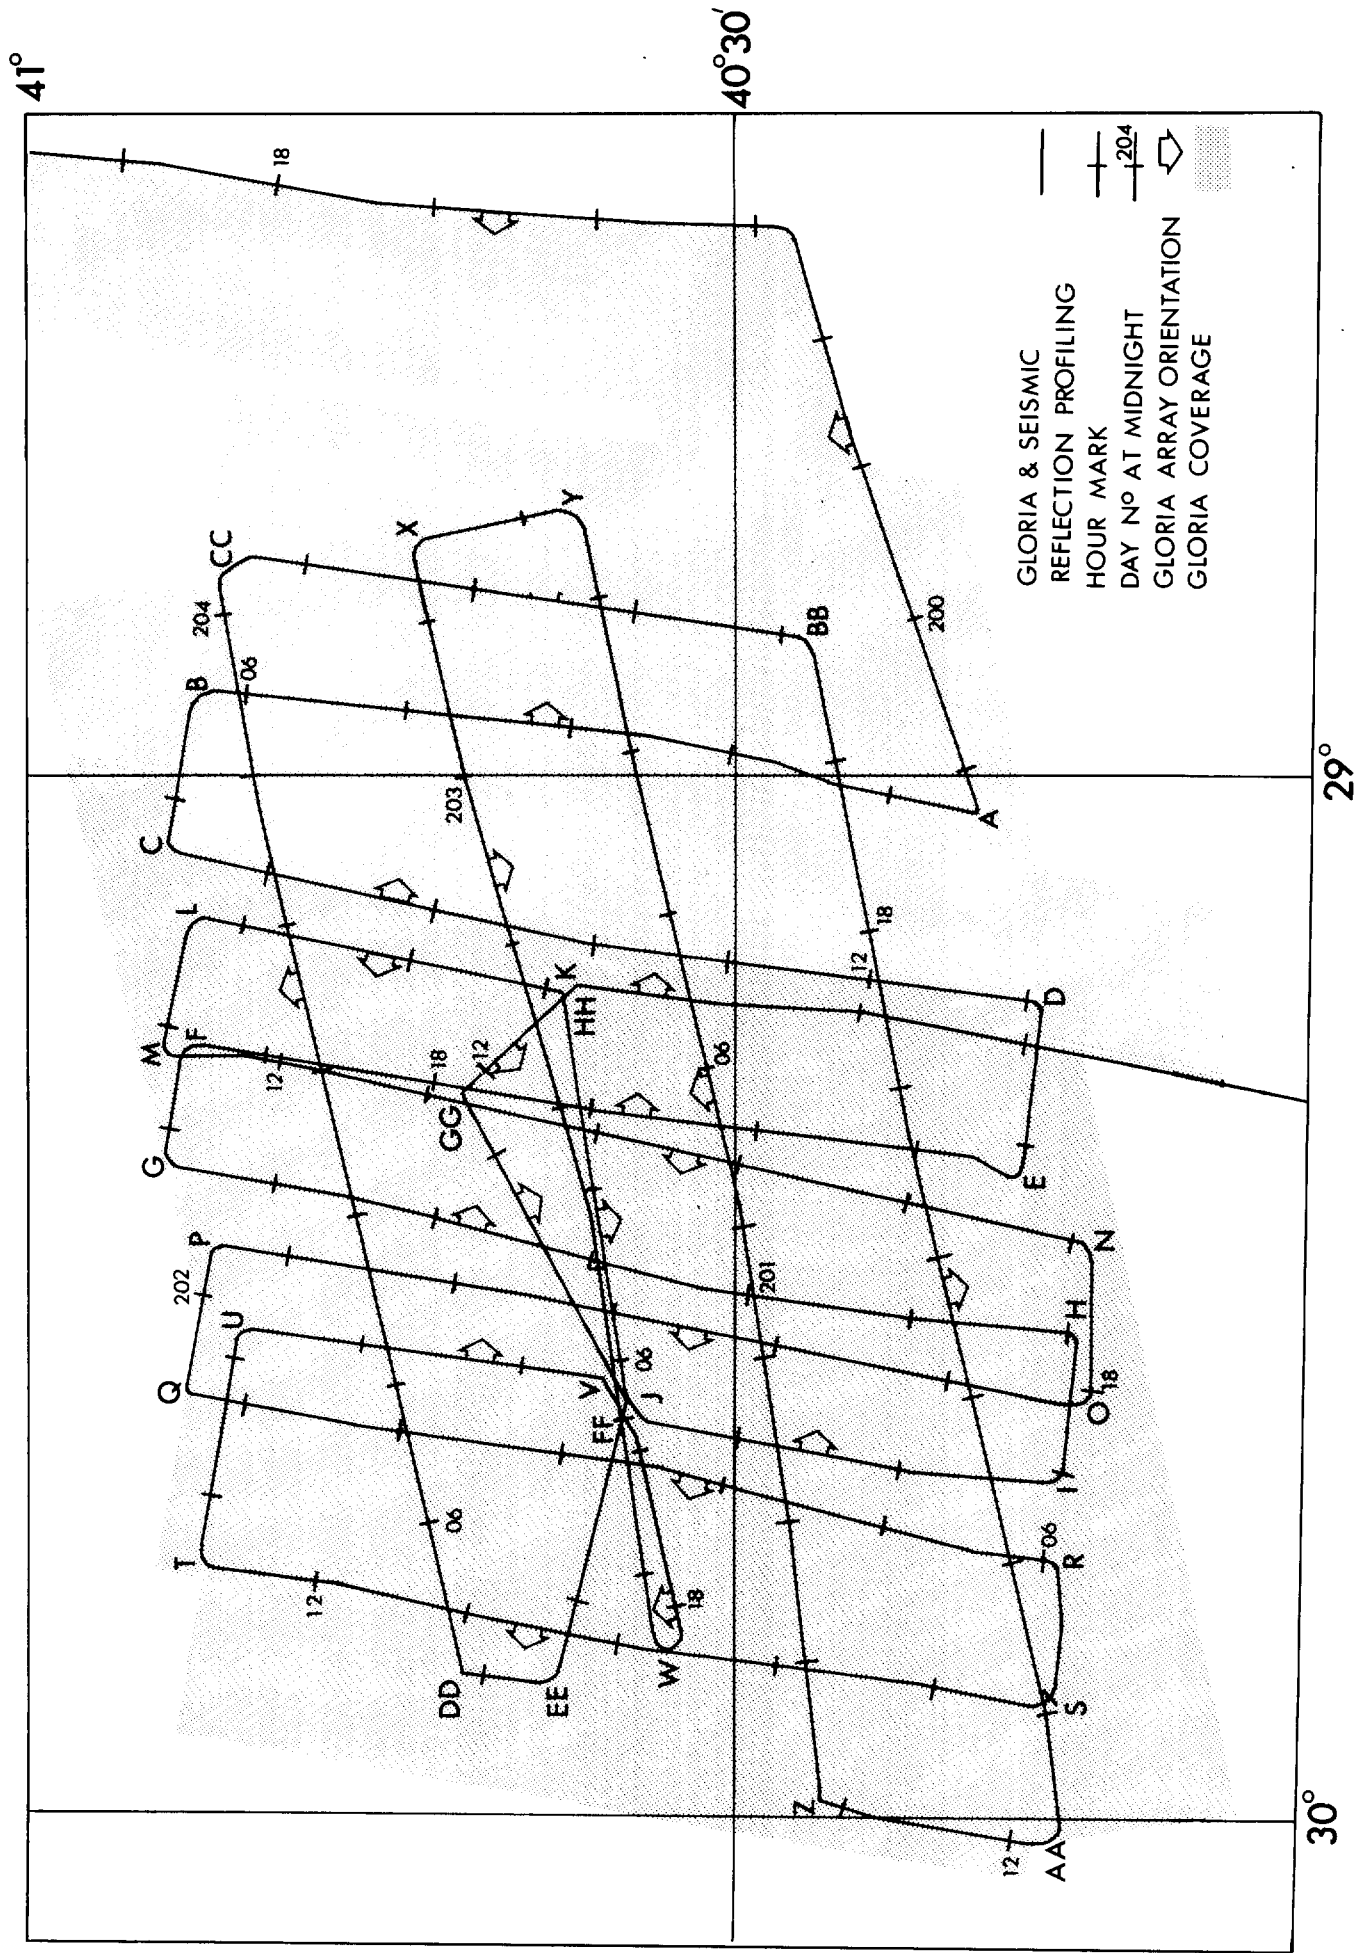 41°
40°30'
29°
30°
GLORIA & SEISMIC
REFLECTION PROFILING
HOUR MARK
DAY Nº AT MIDNIGHT
GLORIA ARRAY ORIENTATION
GLORIA COVERAGE
204
18
CC
204
X
Y
B
06
BB
200
A
C
203
L
18
12
K
HH
D
M
F
12
18
12
06
GG
G
E
P
202
N
201
H
U
Q
06
V
J
18
O
FF
I
T
06
06
R
12
18
W
DD
EE
S
Z
12
AA